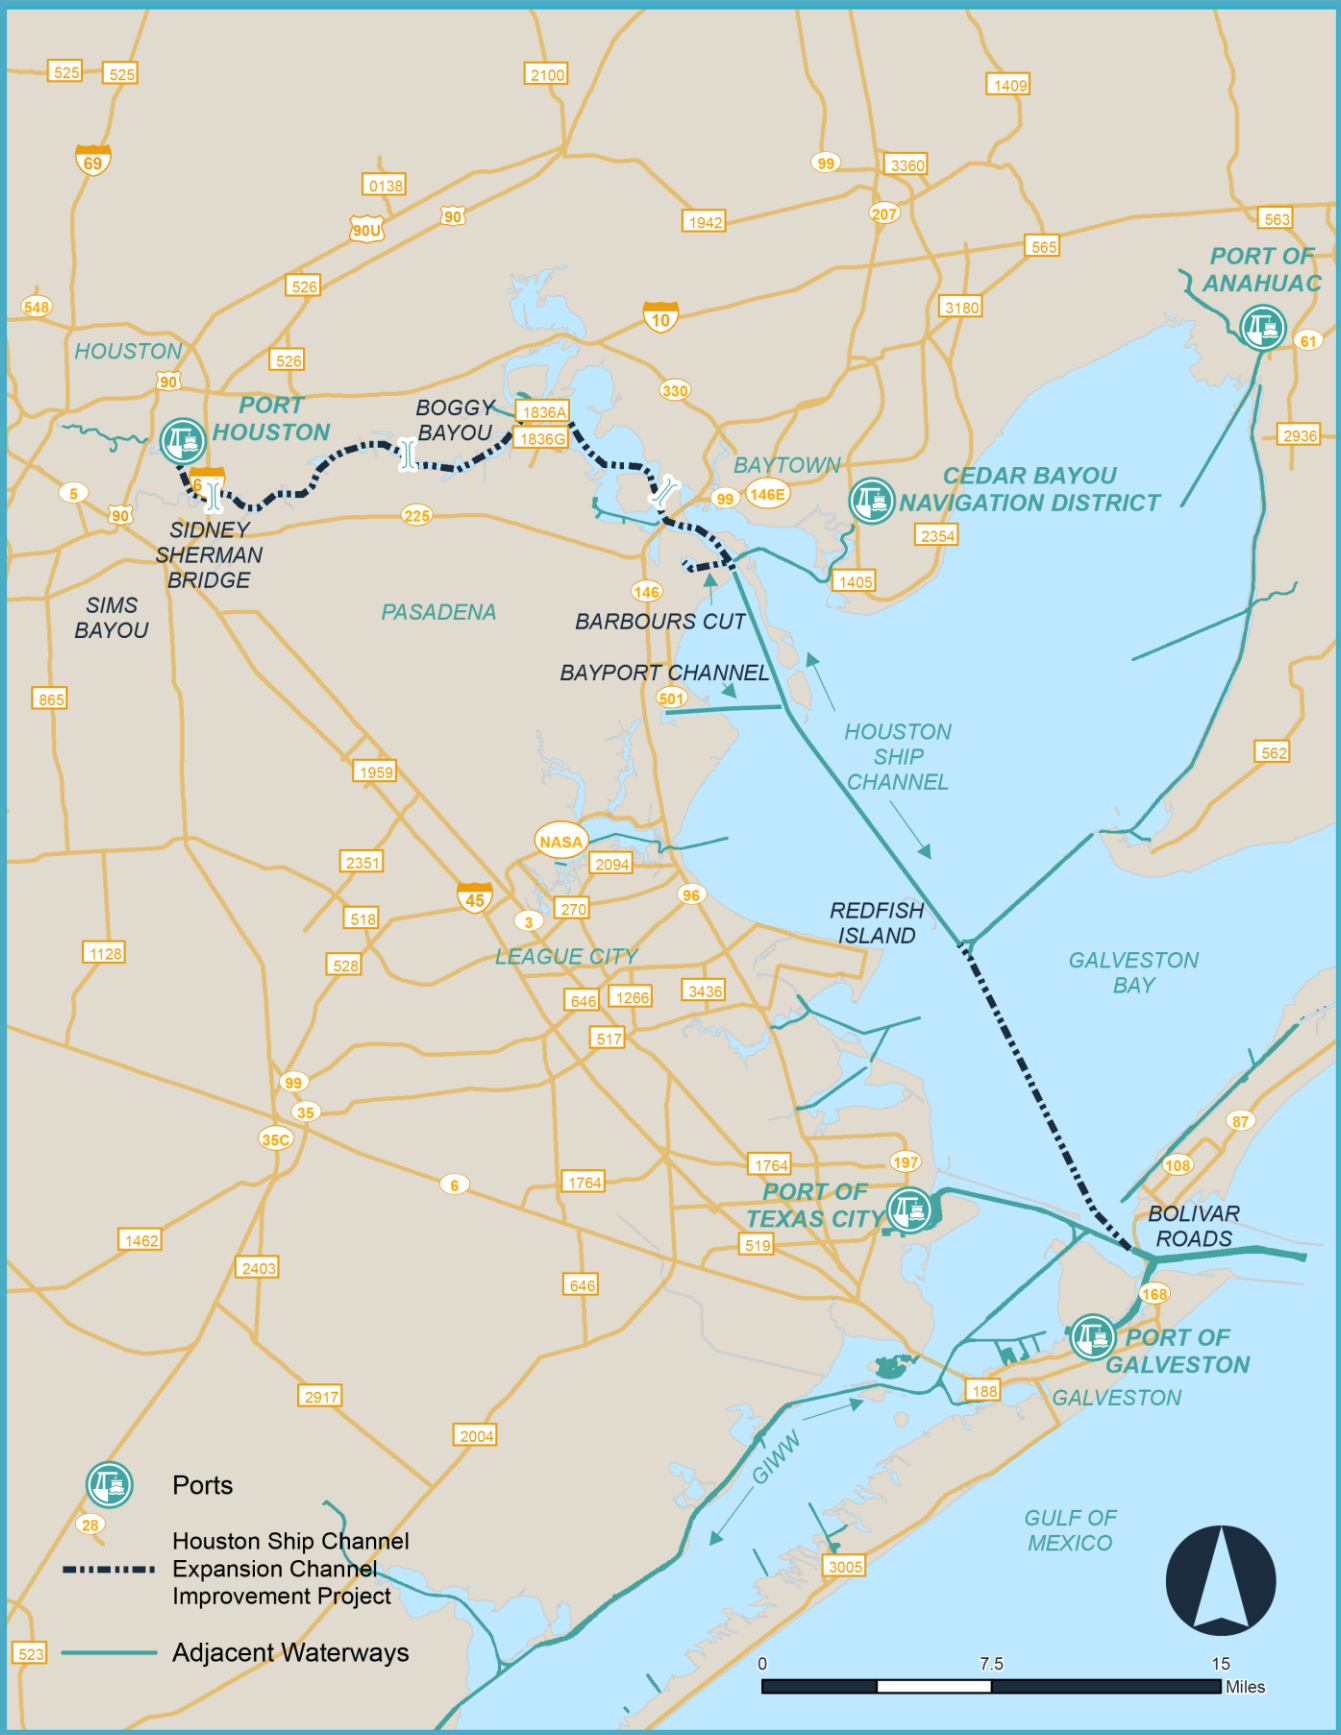 525
525
2100
1409
69
99
3360
0138
207
90
90U
1942
563
565
PORT OF
ANAHUAC
526
548
3180
10
61
HOUSTON
526
90
330
PORT
HOUSTON
BOGGY
BAYOU
1836A
1836G
2936
BAYTOWN
CEDAR BAYOU
NAVIGATION DISTRICT
6
5
99
146E
90
225
SIDNEY
SHERMAN
BRIDGE
2354
1405
146
SIMS
BAYOU
PASADENA
BARBOURS CUT
BAYPORT CHANNEL
501
865
HOUSTON
SHIP
CHANNEL
562
1959
NASA
2351
2094
45
96
270
3
518
REDFISH
ISLAND
1128
528
LEAGUE CITY
GALVESTON
BAY
646
1266
3436
517
99
35
35C
87
108
1764
197
6
1764
PORT OF
TEXAS CITY
BOLIVAR
ROADS
1462
519
2403
646
168
PORT OF
GALVESTON
188
GALVESTON
2917
2004
GIWW
Ports
28
GULF OF
MEXICO
Houston Ship Channel
Expansion Channel
Improvement Project
3005
523
Adjacent Waterways
0 7.5 15
Miles